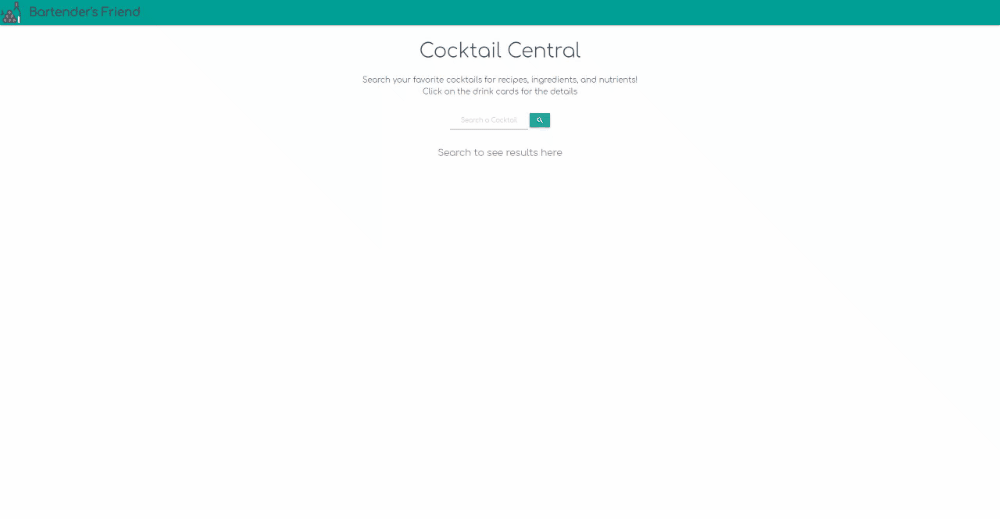 Bartender's Friend
Cocktail Central
Search your favorite cocktails for recipes, ingredients, and nutrients!
Click on the drink cards for the details
Search a Cocktail
Search to see results here